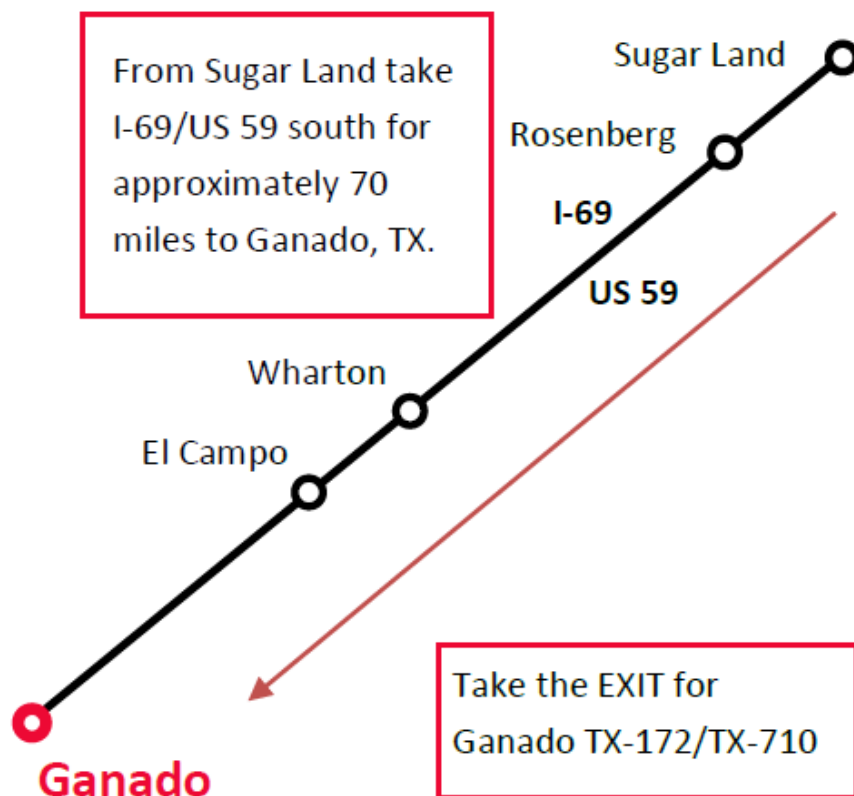 From Sugar Land take
I-69/US 59 south for
approximately 70
miles to Ganado, TX.
Sugar Land
Rosenberg
I-69
US 59
Wharton
El Campo
Take the EXIT for
Ganado TX-172/TX-710
Ganado